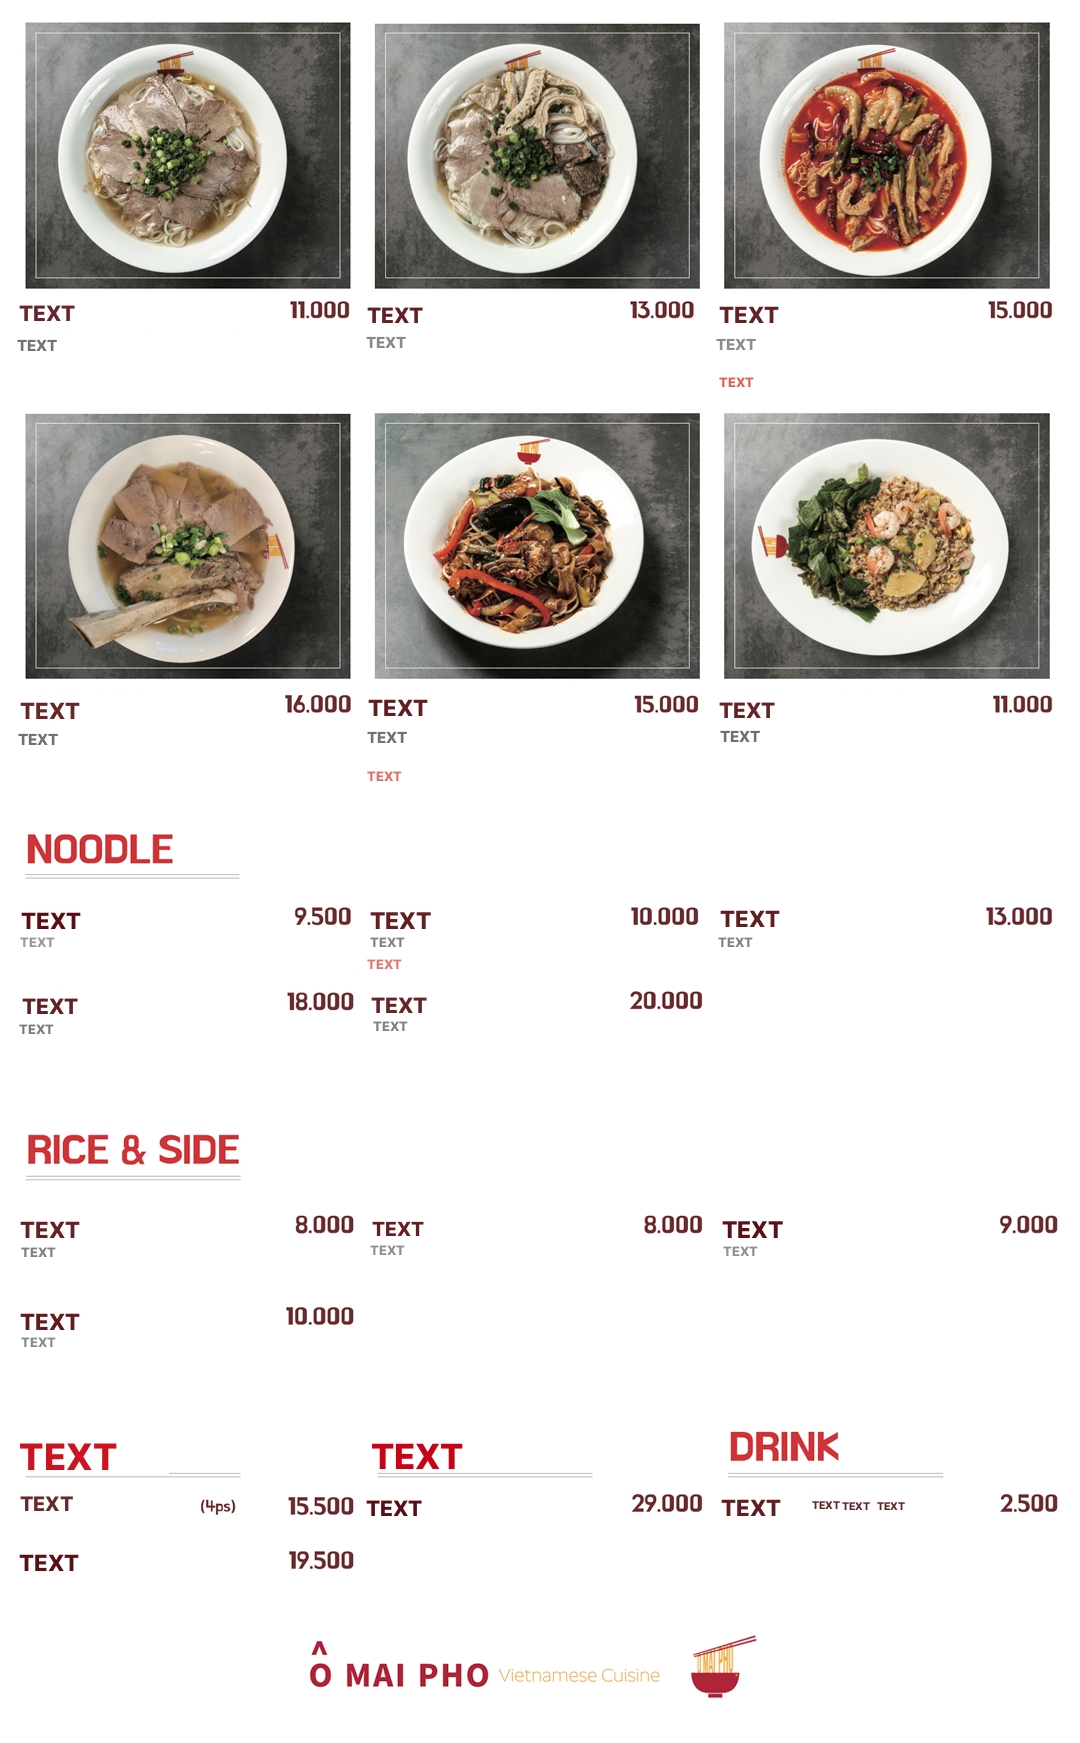 TEXT 11.000 TEXT 13.000 TEXT 15.000
TEXT TEXT TEXT
TEXT
TEXT 16.000 TEXT 15.000 TEXT 11.000
TEXT TEXT TEXT
TEXT
NOODLE
TEXT 9.500 TEXT 10.000 TEXT 13.000
TEXT TEXT TEXT
TEXT
TEXT 18.000 TEXT 20.000
TEXT TEXT
RICE & SIDE
TEXT 8.000 TEXT 8.000 TEXT 9.000
TEXT TEXT TEXT
TEXT 10.000
TEXT
TEXT TEXT DRINK
TEXT (4ps) 15.500 TEXT 29.000 TEXT TEXT TEXT TEXT 2.500
TEXT 19.500
Ô MAI PHO Vietnamese Cuisine Ô MAI PHO